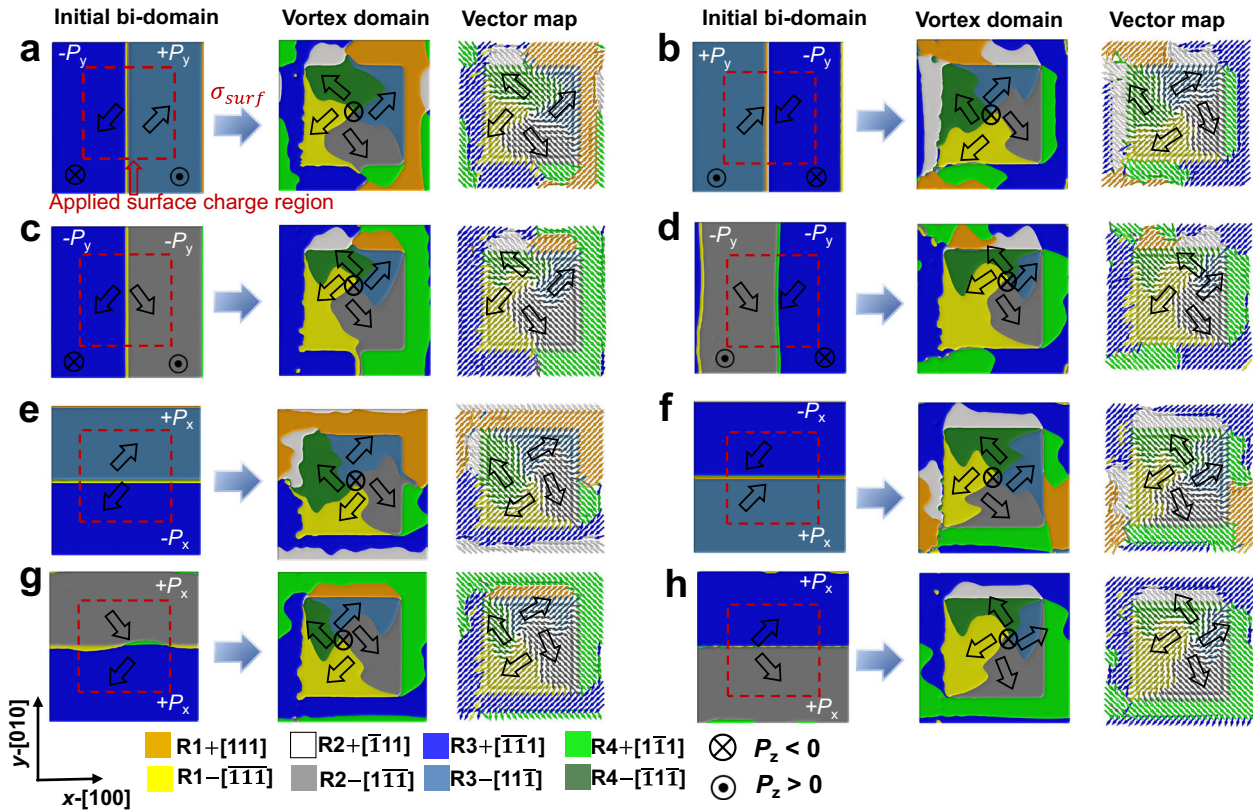 Initial bi-domain Vortex domain Vector map Initial bi-domain Vortex domain Vector map
a -Py +Py
σsurf
Applied surface charge region
b +Py -Py
c -Py -Py
d -Py -Py
e +Px
-Px
f -Px
+Px
g +Px
+Px
h +Px
+Px
y-[010]
x-[100]
R1+[111] R2+[1̅11] R3+[1̅1̅1] R4+[11̅1] ⊗ Pz < 0
R1−[1̅1̅1̅] R2−[11̅1̅] R3−[111̅] R4−[1̅11̅] ⊙ Pz > 0